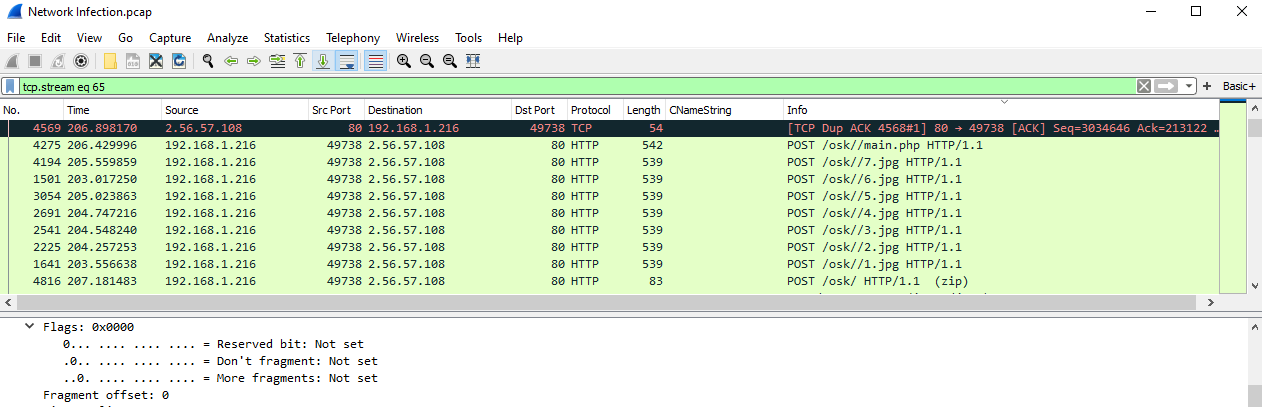 Network Infection.pcap
File Edit View Go Capture Analyze Statistics Telephony Wireless Tools Help
tcp.stream eq 65 Basic+
No. Time Source Src Port Destination Dst Port Protocol Length CNameString Info
4569 206.898170 2.56.57.108 80 192.168.1.216 49738 TCP 54 [TCP Dup ACK 4568#1] 80 → 49738 [ACK] Seq=3034646 Ack=213122 …
4275 206.429996 192.168.1.216 49738 2.56.57.108 80 HTTP 542 POST /osk//main.php HTTP/1.1
4194 205.559859 192.168.1.216 49738 2.56.57.108 80 HTTP 539 POST /osk//7.jpg HTTP/1.1
1501 203.017250 192.168.1.216 49738 2.56.57.108 80 HTTP 539 POST /osk//6.jpg HTTP/1.1
3054 205.023863 192.168.1.216 49738 2.56.57.108 80 HTTP 539 POST /osk//5.jpg HTTP/1.1
2691 204.747216 192.168.1.216 49738 2.56.57.108 80 HTTP 539 POST /osk//4.jpg HTTP/1.1
2541 204.548240 192.168.1.216 49738 2.56.57.108 80 HTTP 539 POST /osk//3.jpg HTTP/1.1
2225 204.257253 192.168.1.216 49738 2.56.57.108 80 HTTP 539 POST /osk//2.jpg HTTP/1.1
1641 203.556638 192.168.1.216 49738 2.56.57.108 80 HTTP 539 POST /osk//1.jpg HTTP/1.1
4816 207.181483 192.168.1.216 49738 2.56.57.108 80 HTTP 83 POST /osk/ HTTP/1.1 (zip)
Flags: 0x0000
0... .... .... .... = Reserved bit: Not set
.0.. .... .... .... = Don't fragment: Not set
..0. .... .... .... = More fragments: Not set
Fragment offset: 0